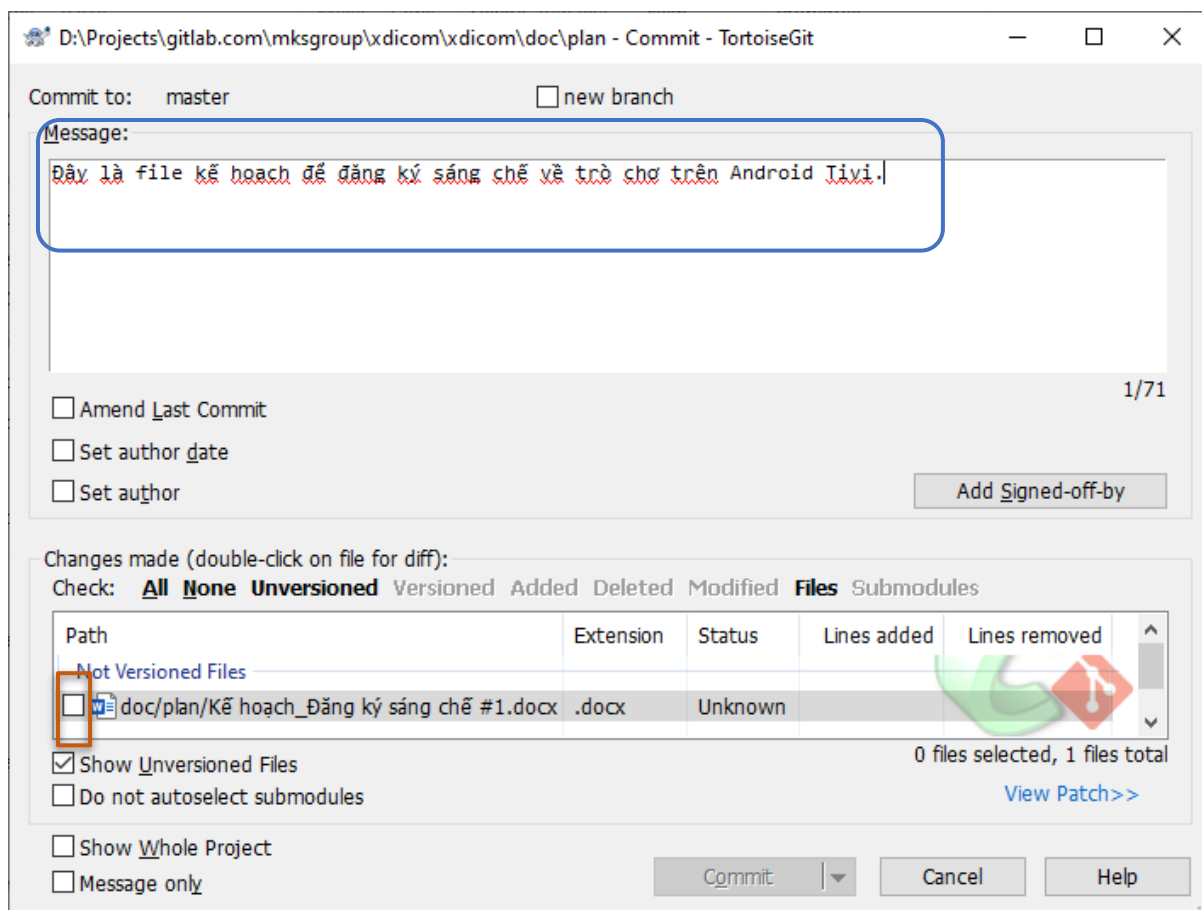 D:\Projects\gitlab.com\mksgroup\xdicom\xdicom\doc\plan - Commit - TortoiseGit
Commit to: master new branch
Message:
Đây là file kế hoạch để đăng ký sáng chế về trò chơ trên Android Tivi.
1/71
Amend Last Commit
Set author date
Set author Add Signed-off-by
Changes made (double-click on file for diff):
Check: All None Unversioned Versioned Added Deleted Modified Files Submodules
Path Extension Status Lines added Lines removed
Not Versioned Files
doc/plan/Kế hoạch_Đăng ký sáng chế #1.docx .docx Unknown
0 files selected, 1 files total
Show Unversioned Files
Do not autoselect submodules View Patch>>
Show Whole Project
Message only Commit Cancel Help